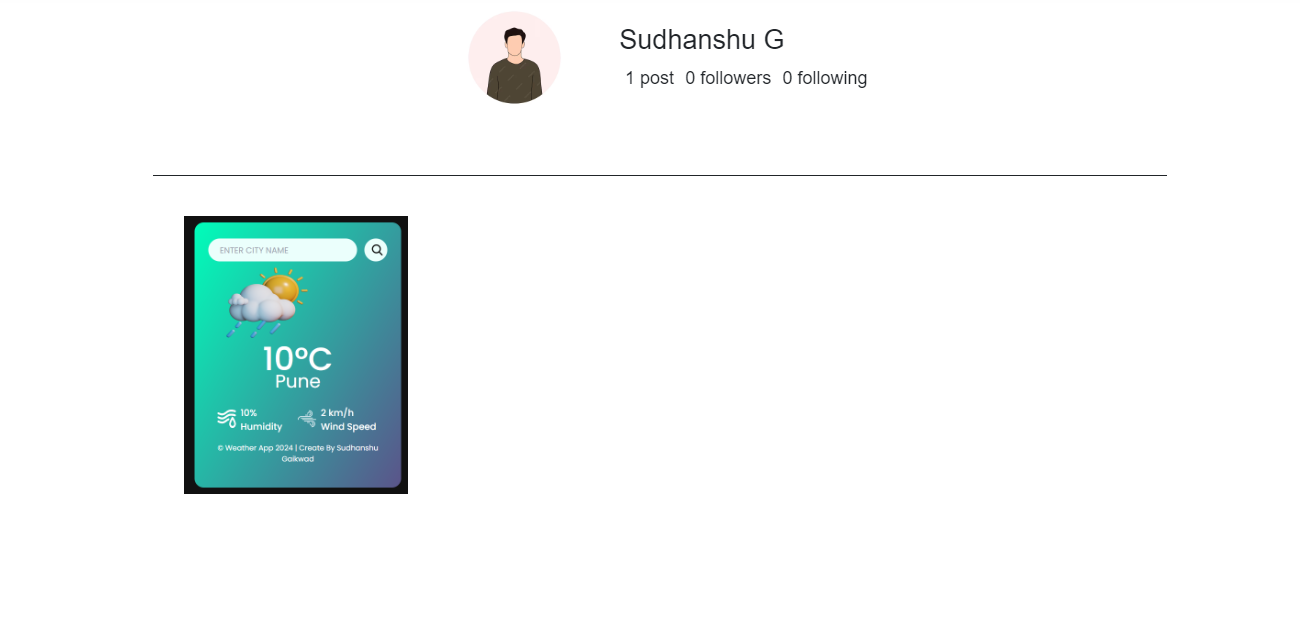 Sudhanshu G
1 post 0 followers 0 following
ENTER CITY NAME
10°C
Pune
10%
Humidity
2 km/h
Wind Speed
© Weather App 2024 | Create By Sudhanshu
Gaikwad